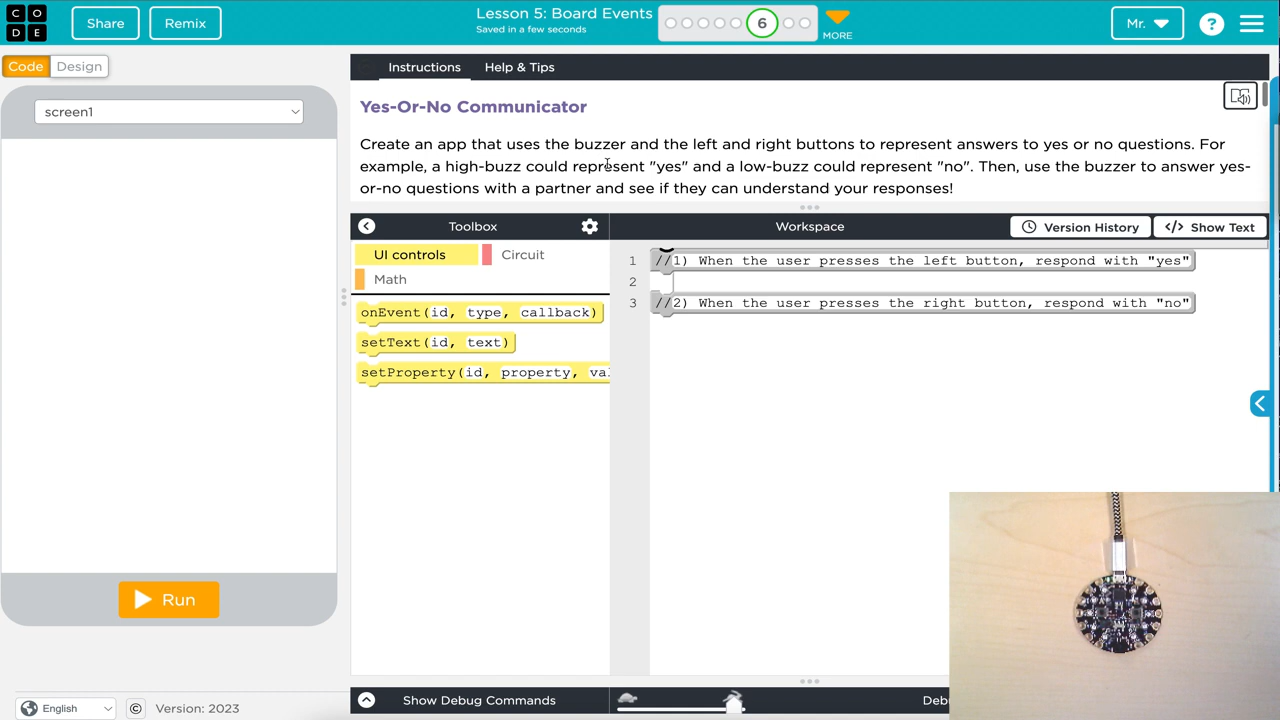 C O
D E
Share
Remix
Lesson 5: Board Events
Saved in a few seconds
6
MORE
Mr.
?
Code
Design
Instructions
Help & Tips
screen1
Yes-Or-No Communicator
Create an app that uses the buzzer and the left and right buttons to represent answers to yes or no questions. For
example, a high-buzz could represent "yes" and a low-buzz could represent "no". Then, use the buzzer to answer yes-
or-no questions with a partner and see if they can understand your responses!
Toolbox
Workspace
Version History
</> Show Text
UI controls
Circuit
Math
onEvent(id, type, callback)
setText(id, text)
setProperty(id, property, val
1 //1) When the user presses the left button, respond with "yes"
2
3 //2) When the user presses the right button, respond with "no"
Run
English
© Version: 2023
Show Debug Commands
Debu